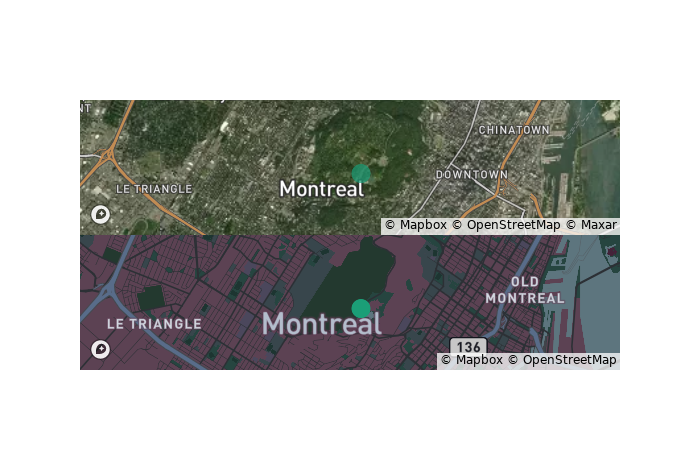 NT
CHINATOWN
DOWNTOWN
LE TRIANGLE
Montreal
© Mapbox © OpenStreetMap © Maxar
OLD
MONTREAL
LE TRIANGLE
Montreal
136
© Mapbox © OpenStreetMap